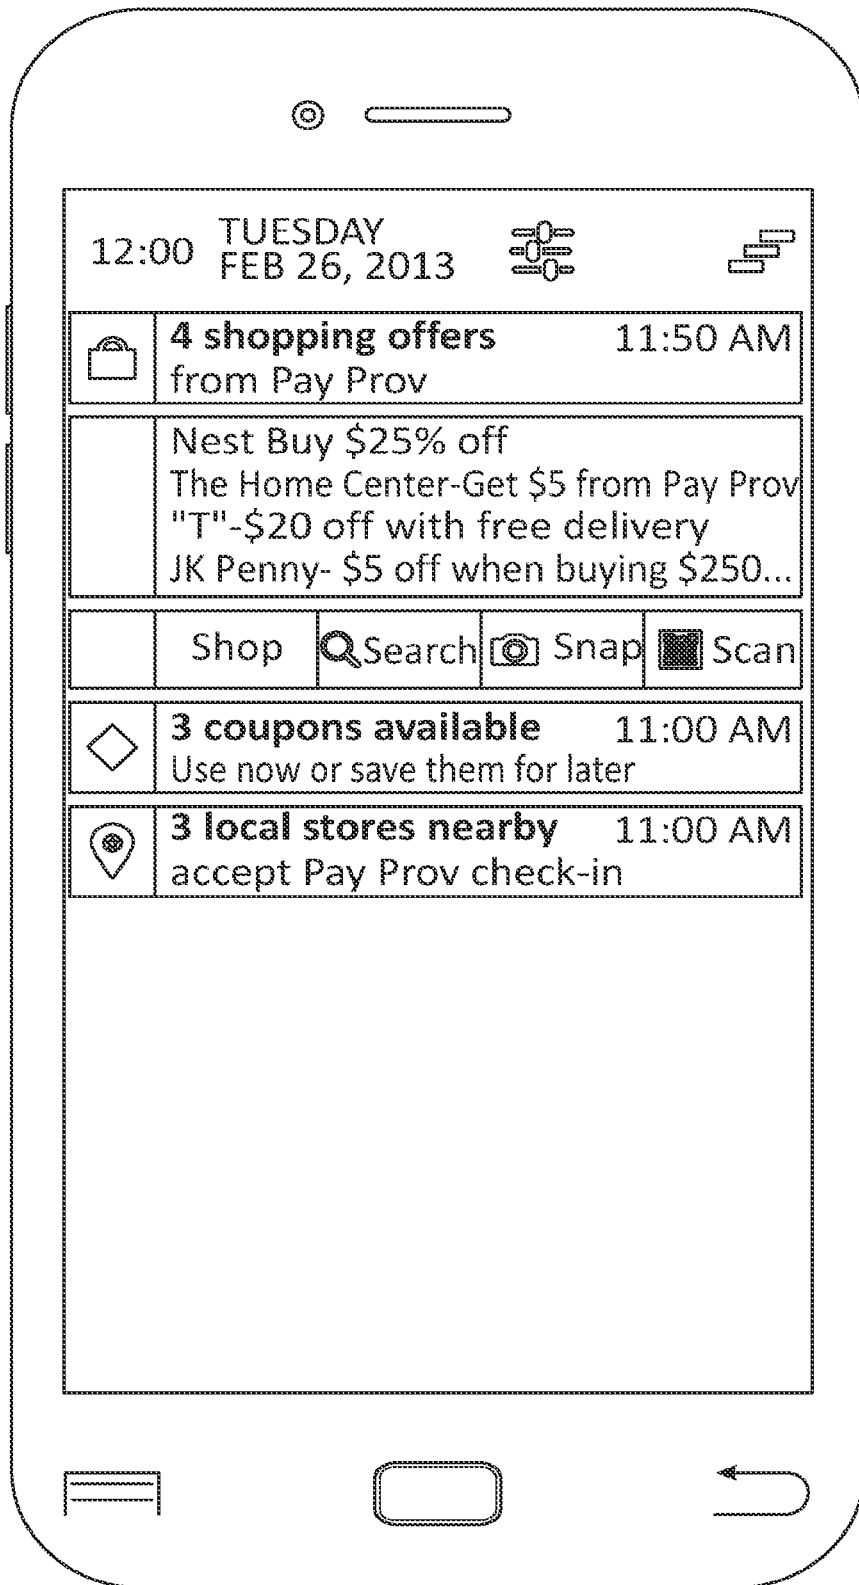 12:00 TUESDAY
FEB 26, 2013
4 shopping offers 11:50 AM
from Pay Prov
Nest Buy $25% off
The Home Center-Get $5 from Pay Prov
"T"-$20 off with free delivery
JK Penny- $5 off when buying $250...
Shop Search Snap Scan
3 coupons available 11:00 AM
Use now or save them for later
3 local stores nearby 11:00 AM
accept Pay Prov check-in